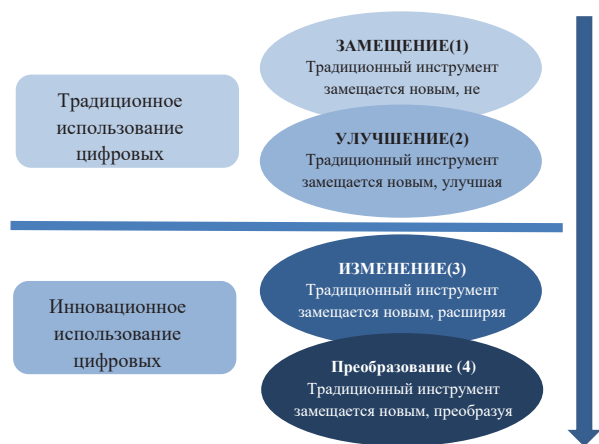 ЗАМЕЩЕНИЕ(1)
Традиционный инструмент
замещается новым, не
Традиционное
использование
цифровых
УЛУЧШЕНИЕ(2)
Традиционный инструмент
замещается новым, улучшая
ИЗМЕНЕНИЕ(3)
Традиционный инструмент
замещается новым, расширяя
Инновационное
использование
цифровых
Преобразование (4)
Традиционный инструмент
замещается новым, преобразуя